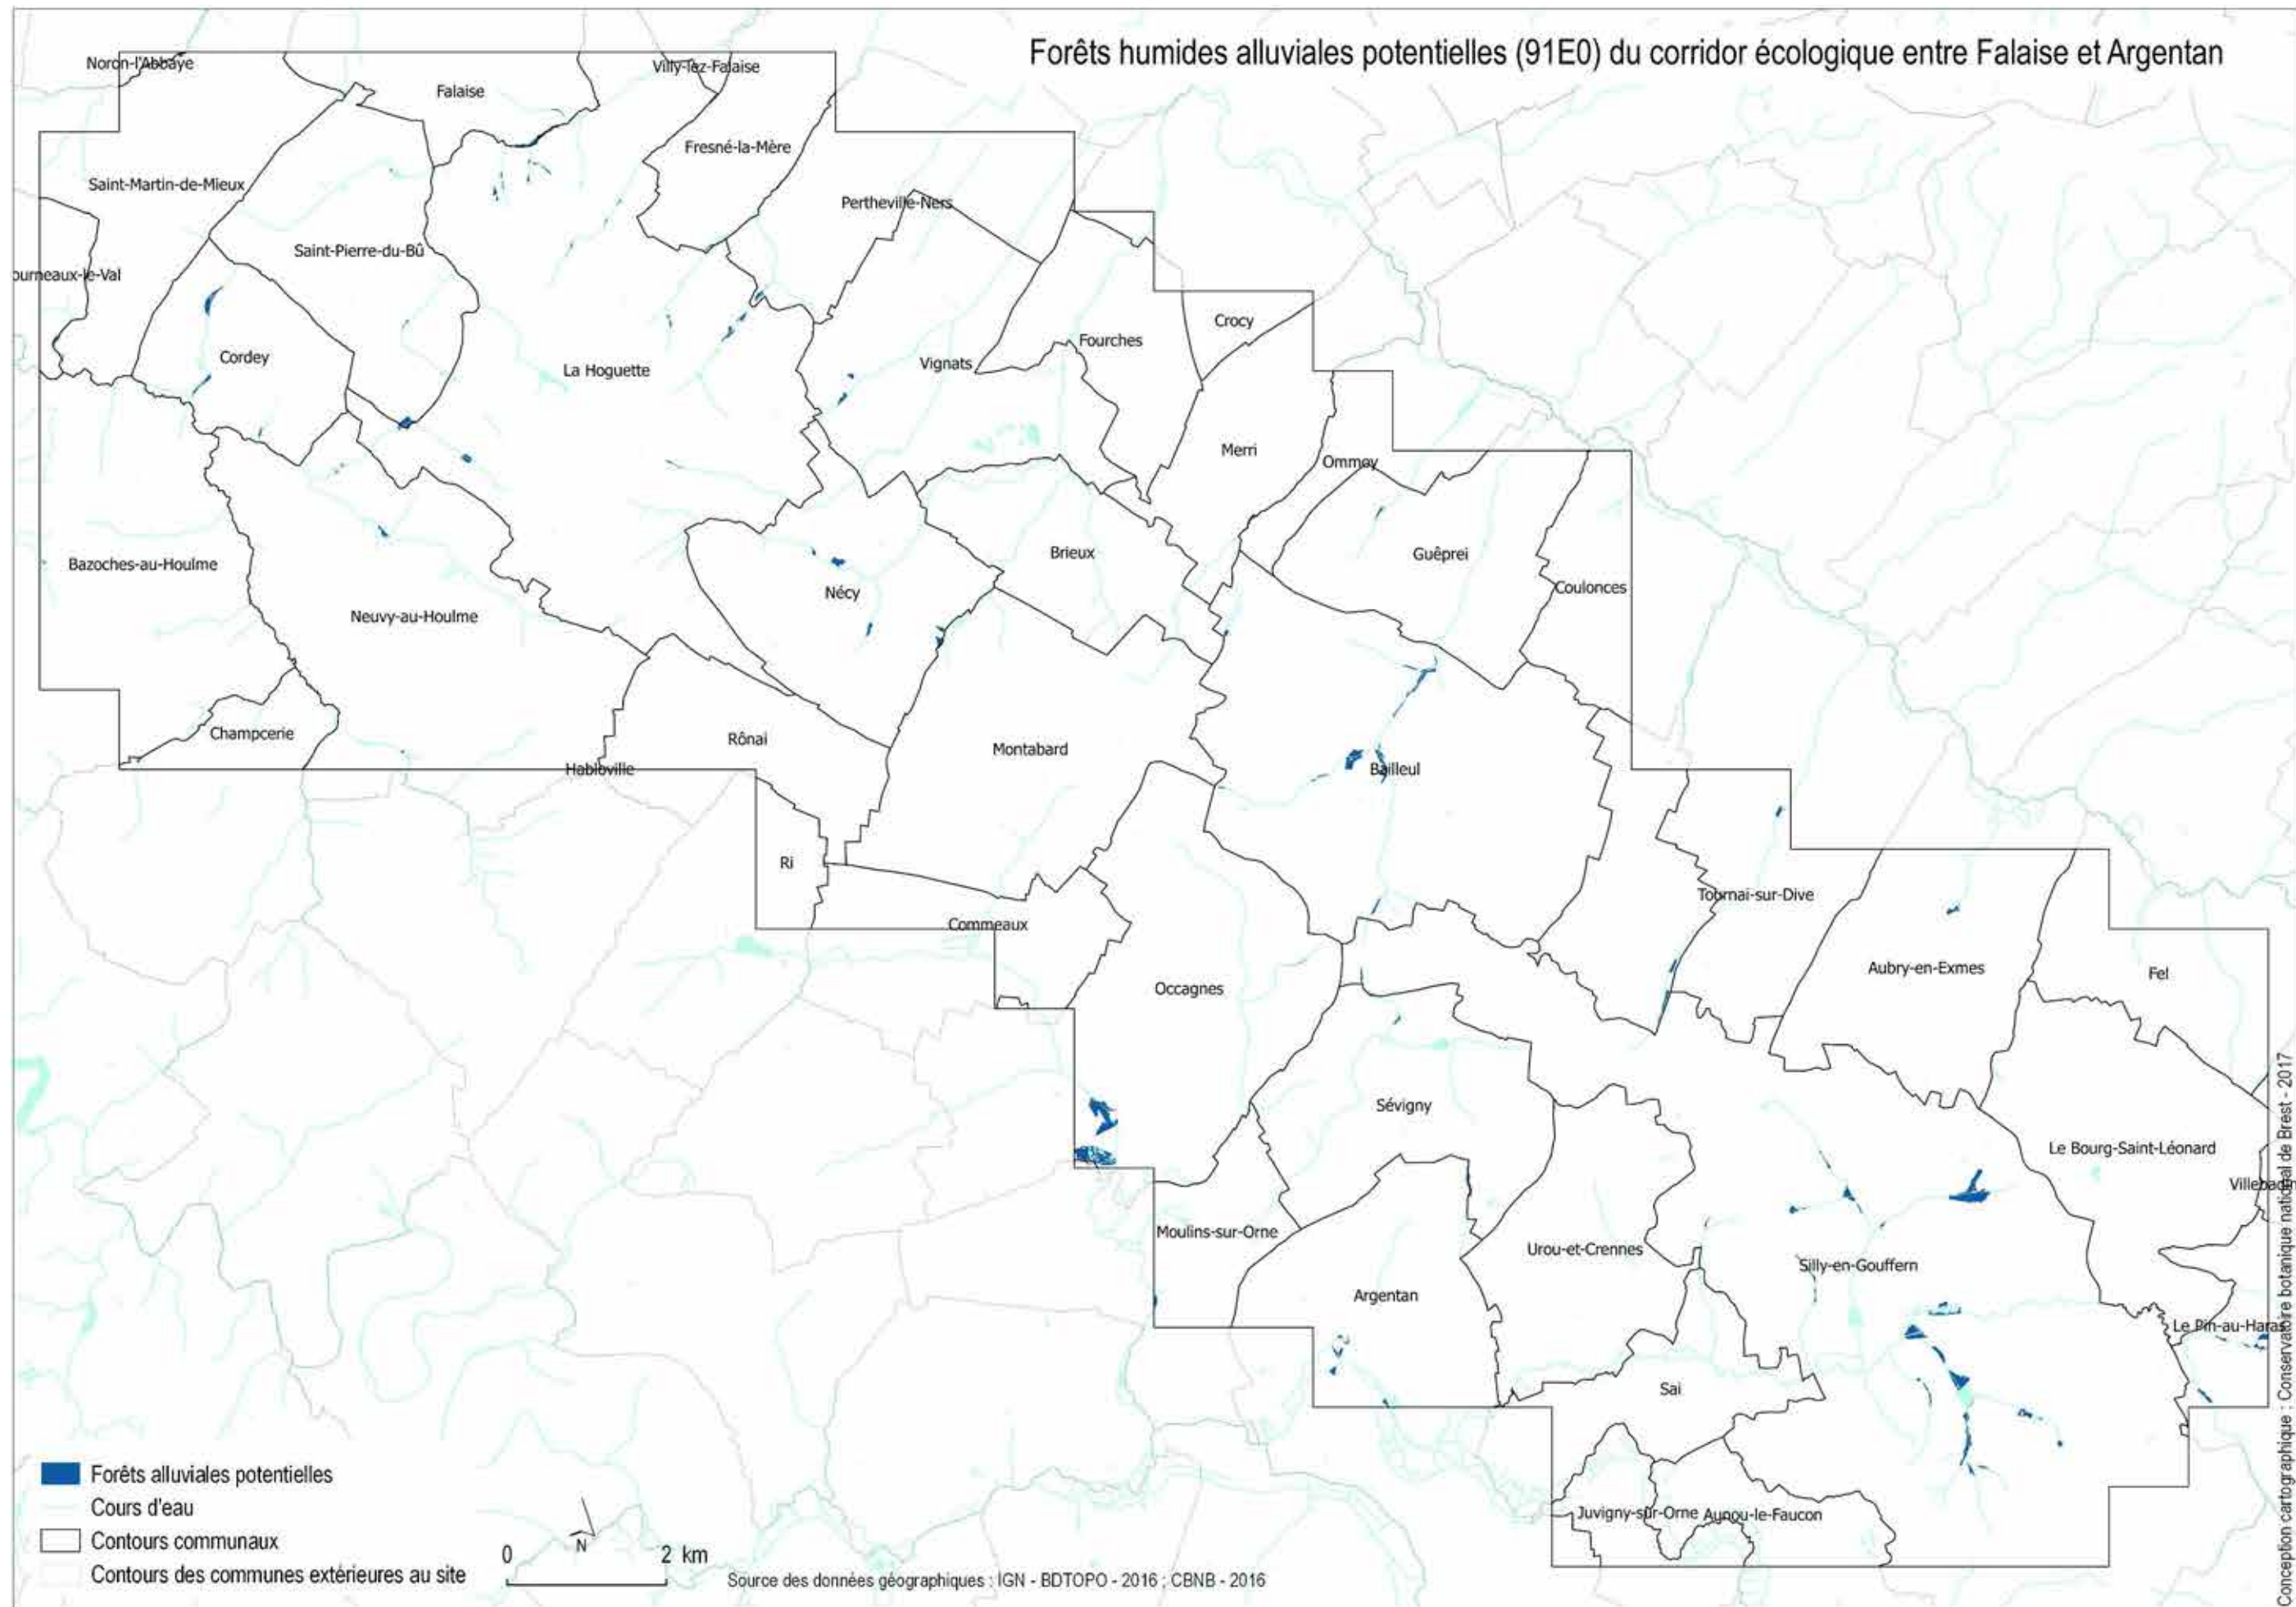 Forêts humides alluviales potentielles (91E0) du corridor écologique entre Falaise et Argentan
Noron-l'Abbaye
Villy-lez-Falaise
Falaise
Fresné-la-Mère
Saint-Martin-de-Mieux
Pertheville-Ners
Saint-Pierre-du-Bû
ourneaux-le-Val
Crocy
Fourches
Cordey
Vignats
La Hoguette
Merri
Ommoy
Brieux
Guêprei
Bazoches-au-Houlme
Coulonces
Nécy
Neuvy-au-Houlme
Champcerie
Rônai
Montabard
Habloville
Bailleul
Ri
Tournai-sur-Dive
Commeaux
Aubry-en-Exmes
Fel
Occagnes
Sévigny
Le Bourg-Saint-Léonard
Villebadin
Moulins-sur-Orne
Urou-et-Crennes
Silly-en-Gouffern
Argentan
Le Pin-au-Haras
Sai
Juvigny-sur-Orne
Aunou-le-Faucon
Forêts alluviales potentielles
Cours d'eau
Contours communaux
Contours des communes extérieures au site
N
0 2 km
Source des données géographiques : IGN - BDTOPO - 2016 ; CBNB - 2016
Conception cartographique : Conservatoire botanique national de Brest - 2017